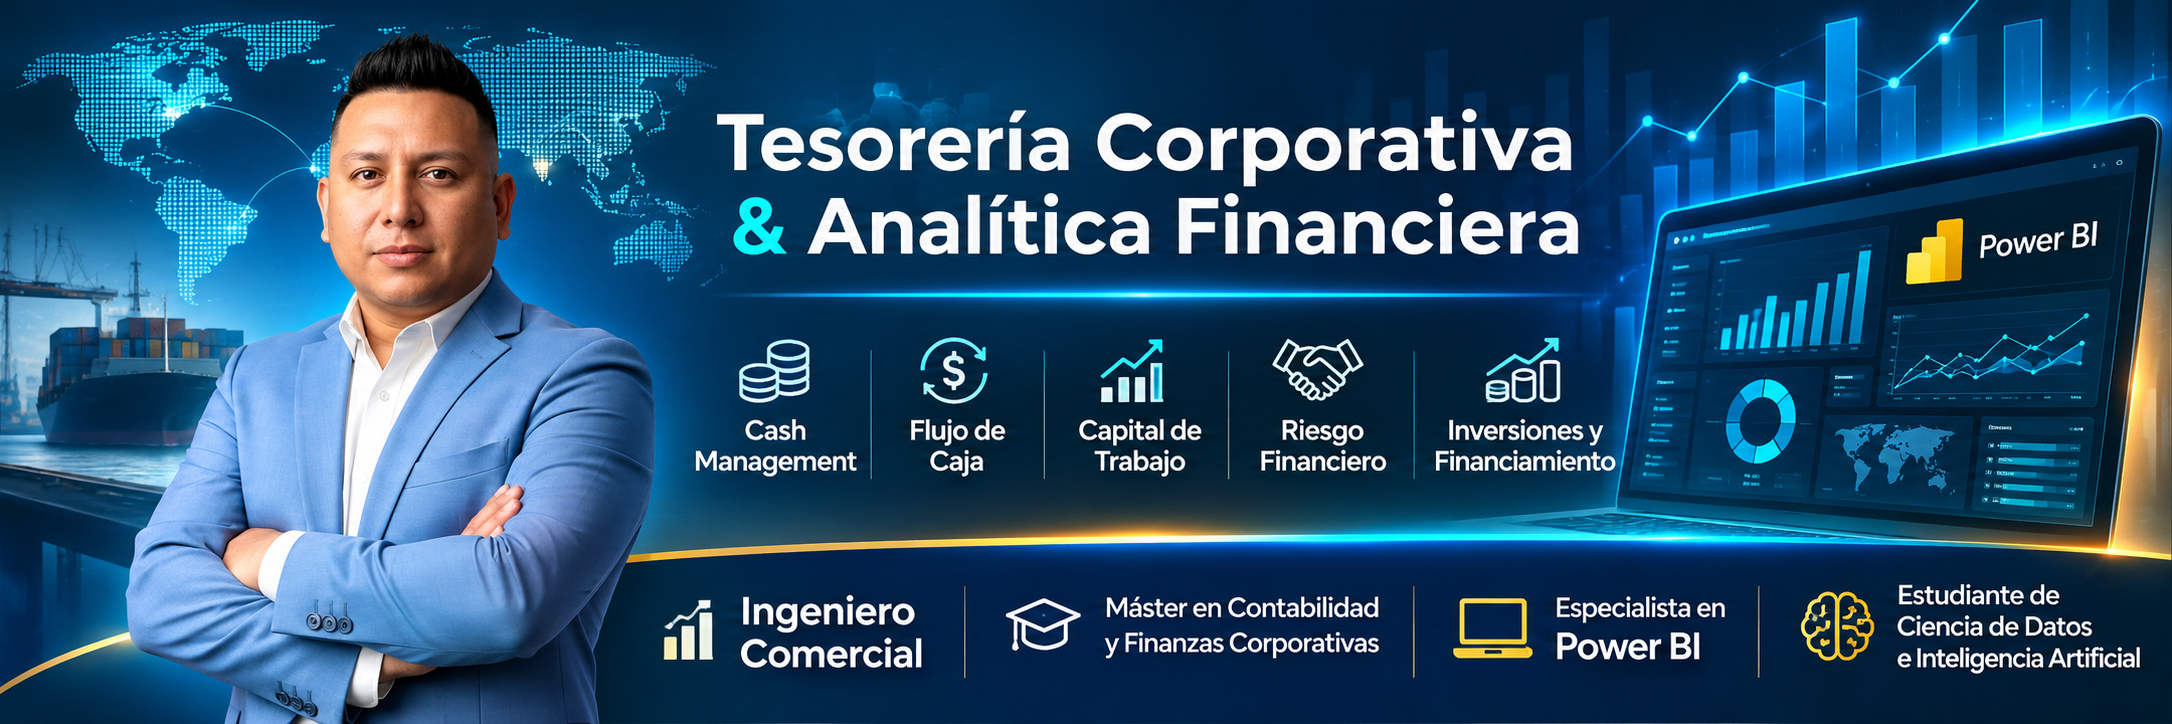 Tesorería Corporativa
& Analítica Financiera
Power BI
Cash
Management
Flujo de
Caja
Capital de
Trabajo
Riesgo
Financiero
Inversiones y
Financiamiento
Ingeniero
Comercial
Máster en Contabilidad
y Finanzas Corporativas
Especialista en
Power BI
Estudiante de
Ciencia de Datos
e Inteligencia Artificial